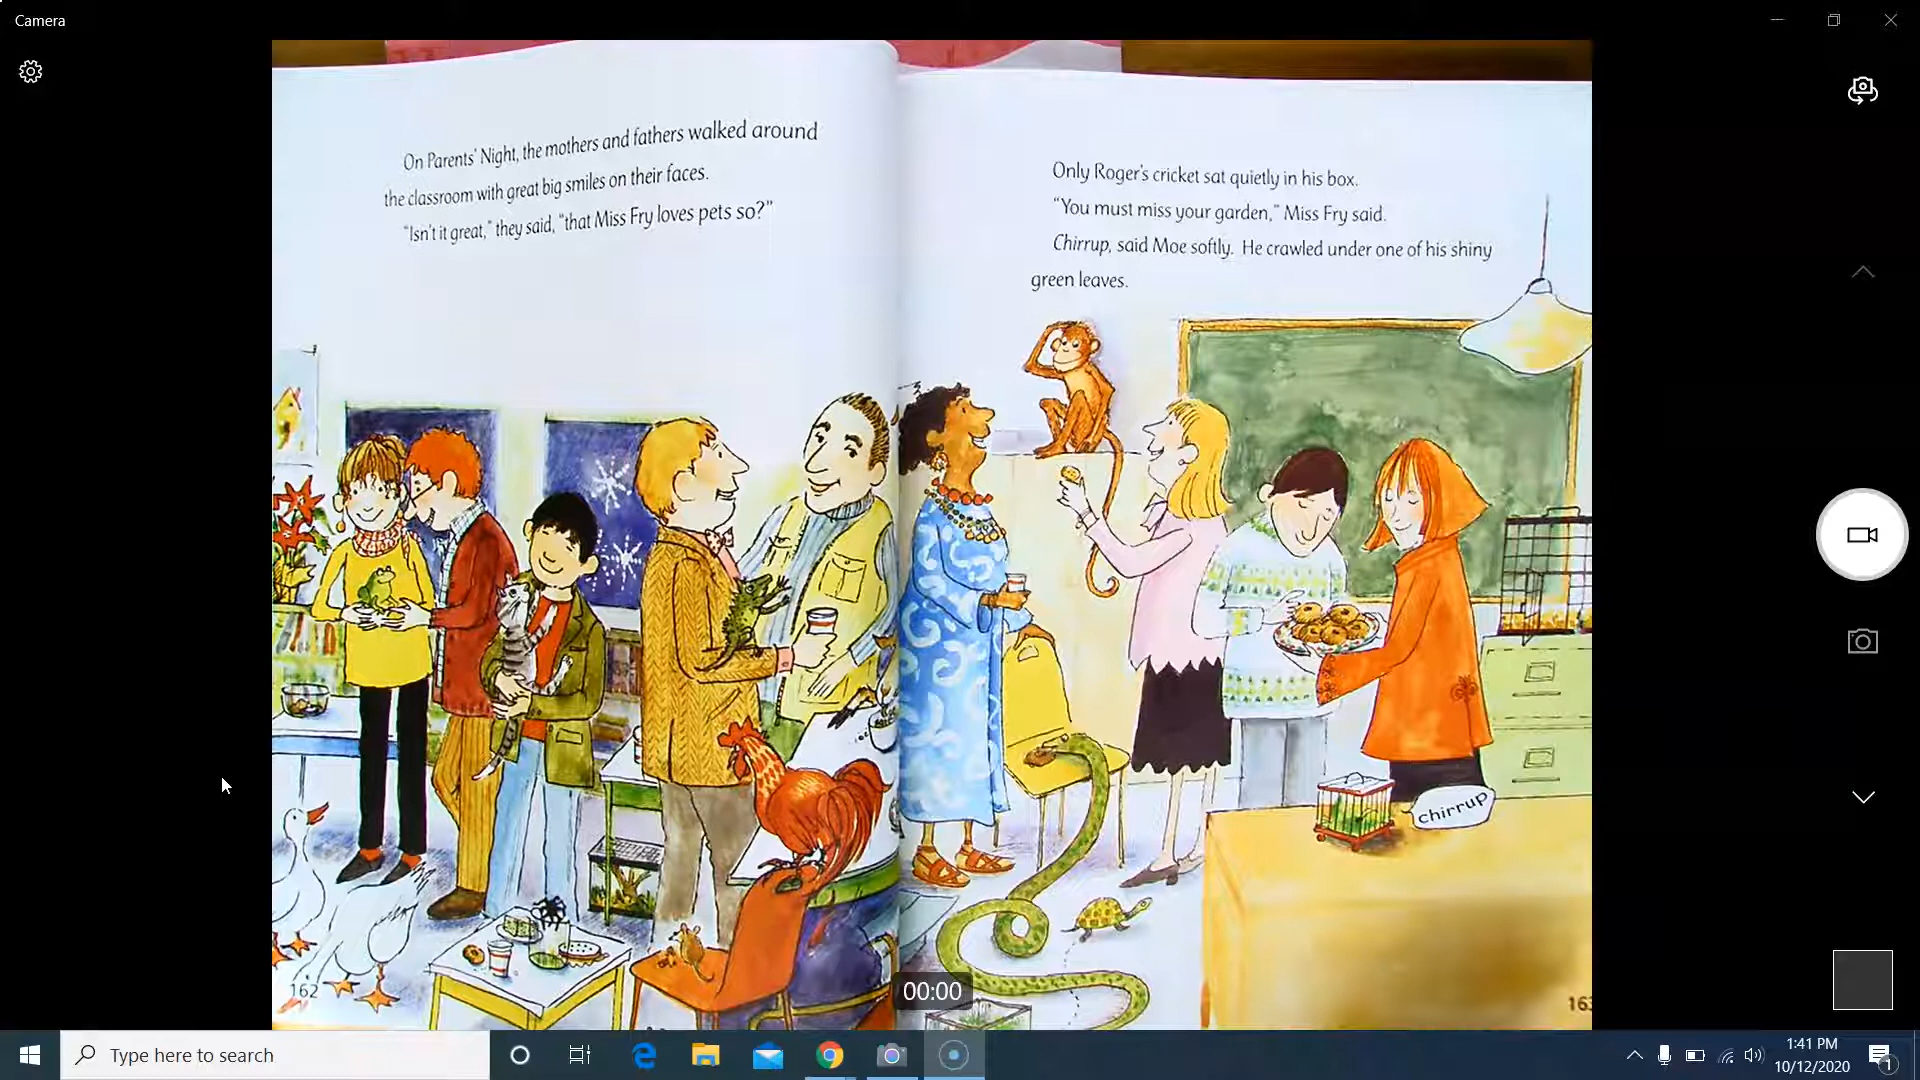 Camera
On Parents' Night, the mothers and fathers walked around
the classroom with great big smiles on their faces.
"Isn't it great," they said, "that Miss Fry loves pets so?"
Only Roger's cricket sat quietly in his box.
"You must miss your garden," Miss Fry said.
Chirrup, said Moe softly. He crawled under one of his shiny
green leaves.
chirrup
162
163
00:00
Type here to search
1:41 PM
10/12/2020
1